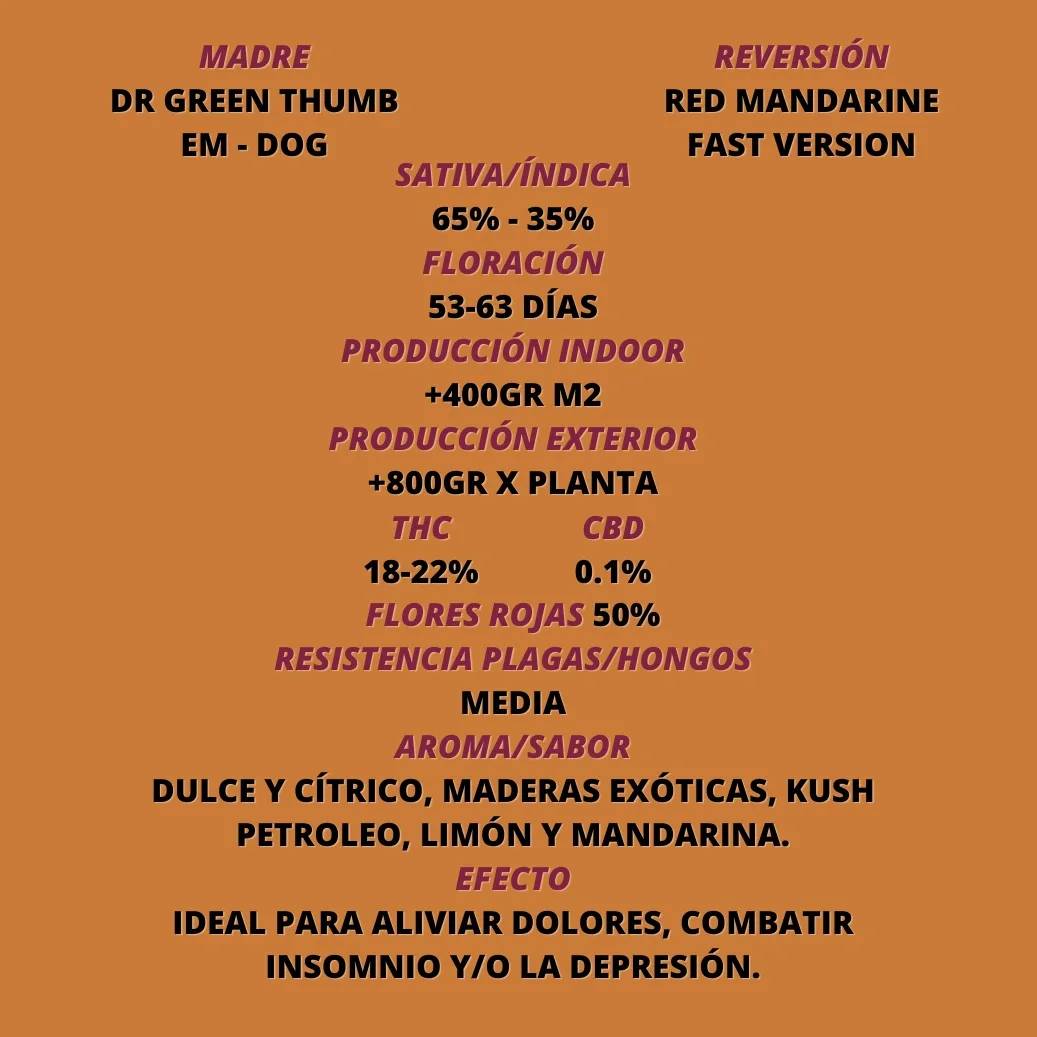 MADRE
DR GREEN THUMB
EM - DOG
REVERSIÓN
RED MANDARINE
FAST VERSION
SATIVA/ÍNDICA
65% - 35%
FLORACIÓN
53-63 DÍAS
PRODUCCIÓN INDOOR
+400GR M2
PRODUCCIÓN EXTERIOR
+800GR X PLANTA
THC CBD
18-22% 0.1%
FLORES ROJAS 50%
RESISTENCIA PLAGAS/HONGOS
MEDIA
AROMA/SABOR
DULCE Y CÍTRICO, MADERAS EXÓTICAS, KUSH
PETROLEO, LIMÓN Y MANDARINA.
EFECTO
IDEAL PARA ALIVIAR DOLORES, COMBATIR
INSOMNIO Y/O LA DEPRESIÓN.